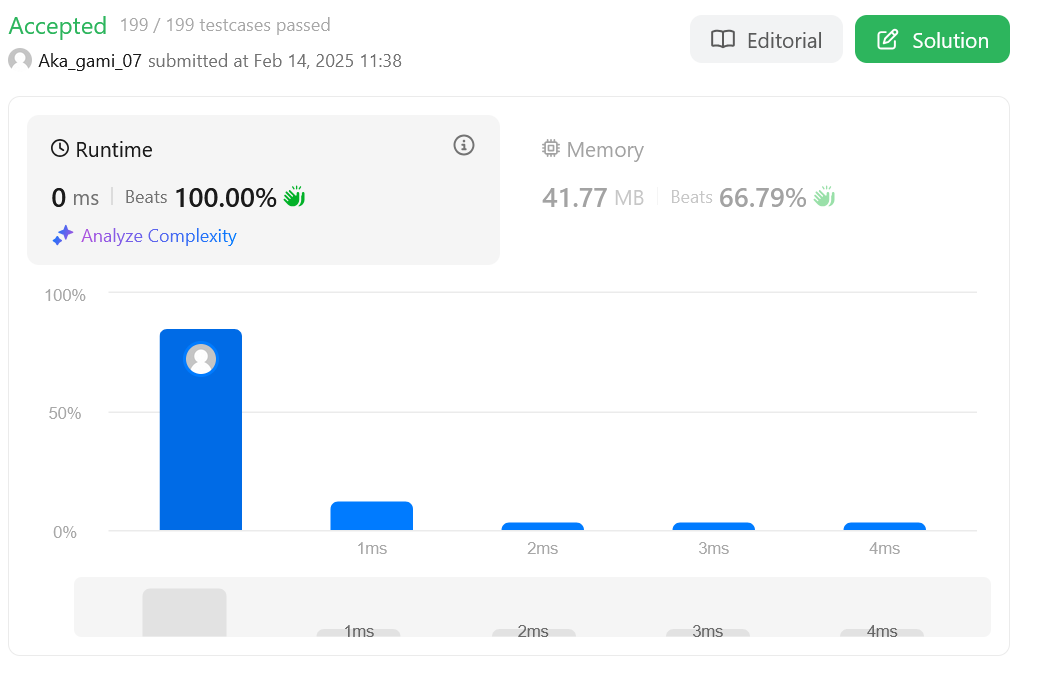 Accepted 199 / 199 testcases passed
Aka_gami_07 submitted at Feb 14, 2025 11:38
Editorial
Solution
Runtime
0 ms Beats 100.00%
Analyze Complexity
Memory
41.77 MB Beats 66.79%
100%
50%
0%
1ms 2ms 3ms 4ms
1ms 2ms 3ms 4ms